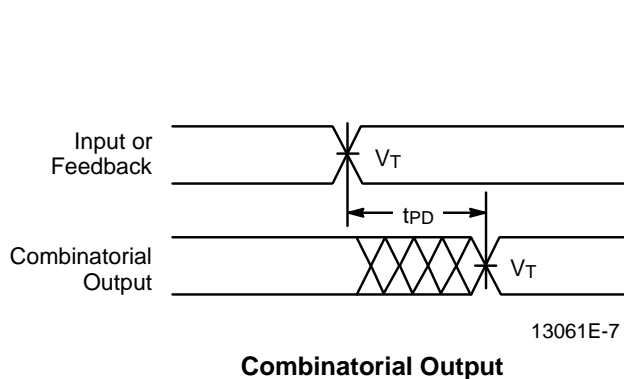 Input or
Feedback
VT
tPD
Combinatorial
Output
VT
13061E-7
Combinatorial Output